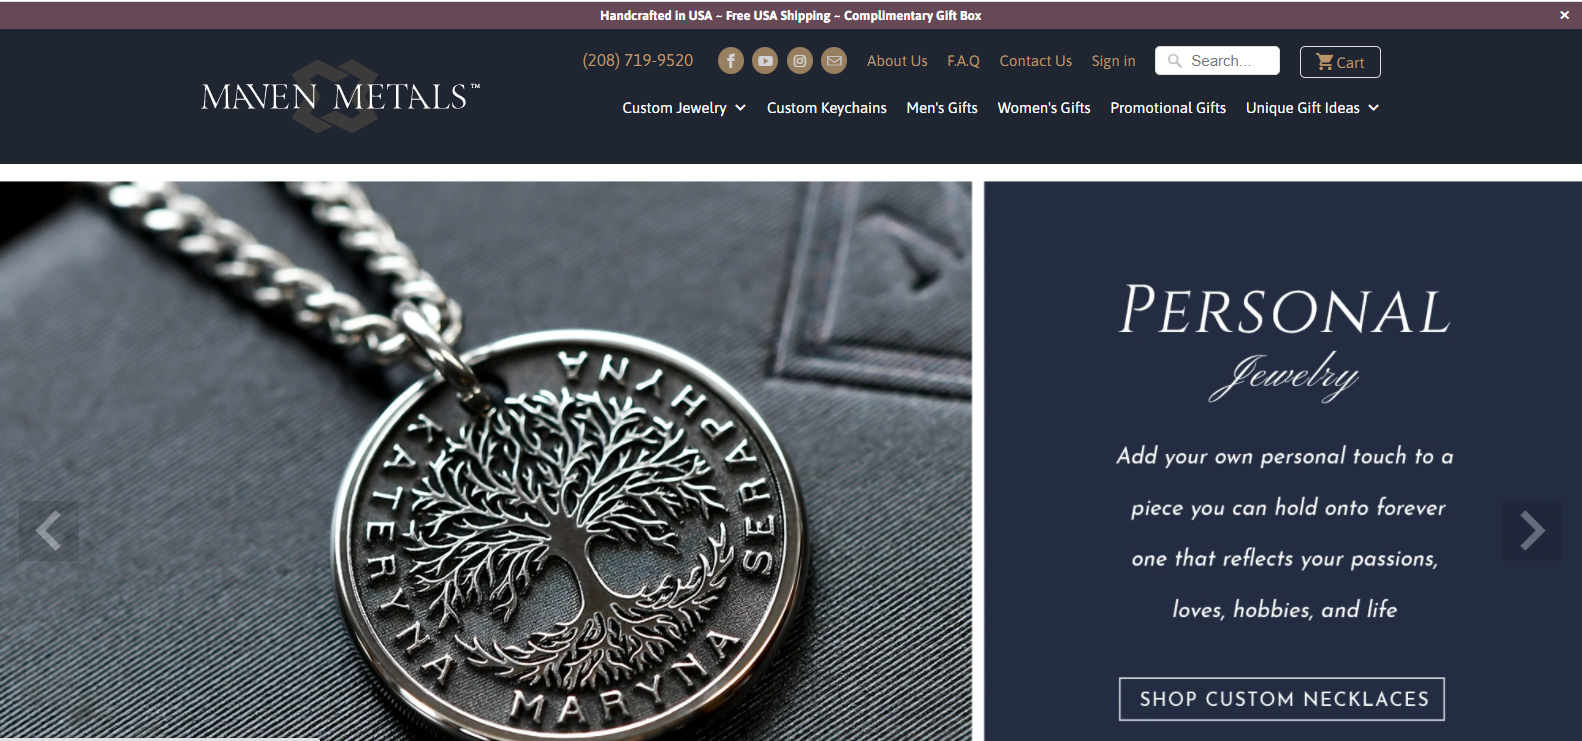 Handcrafted in USA ~ Free USA Shipping ~ Complimentary Gift Box
(208) 719-9520 About Us F.A.Q Contact Us Sign in Search... Cart
MAVEN METALS™
Custom Jewelry Custom Keychains Men's Gifts Women's Gifts Promotional Gifts Unique Gift Ideas
KATERYNA MARYNA SERAPHYNA
PERSONAL
Jewelry
Add your own personal touch to a
piece you can hold onto forever
one that reflects your passions,
loves, hobbies, and life
SHOP CUSTOM NECKLACES